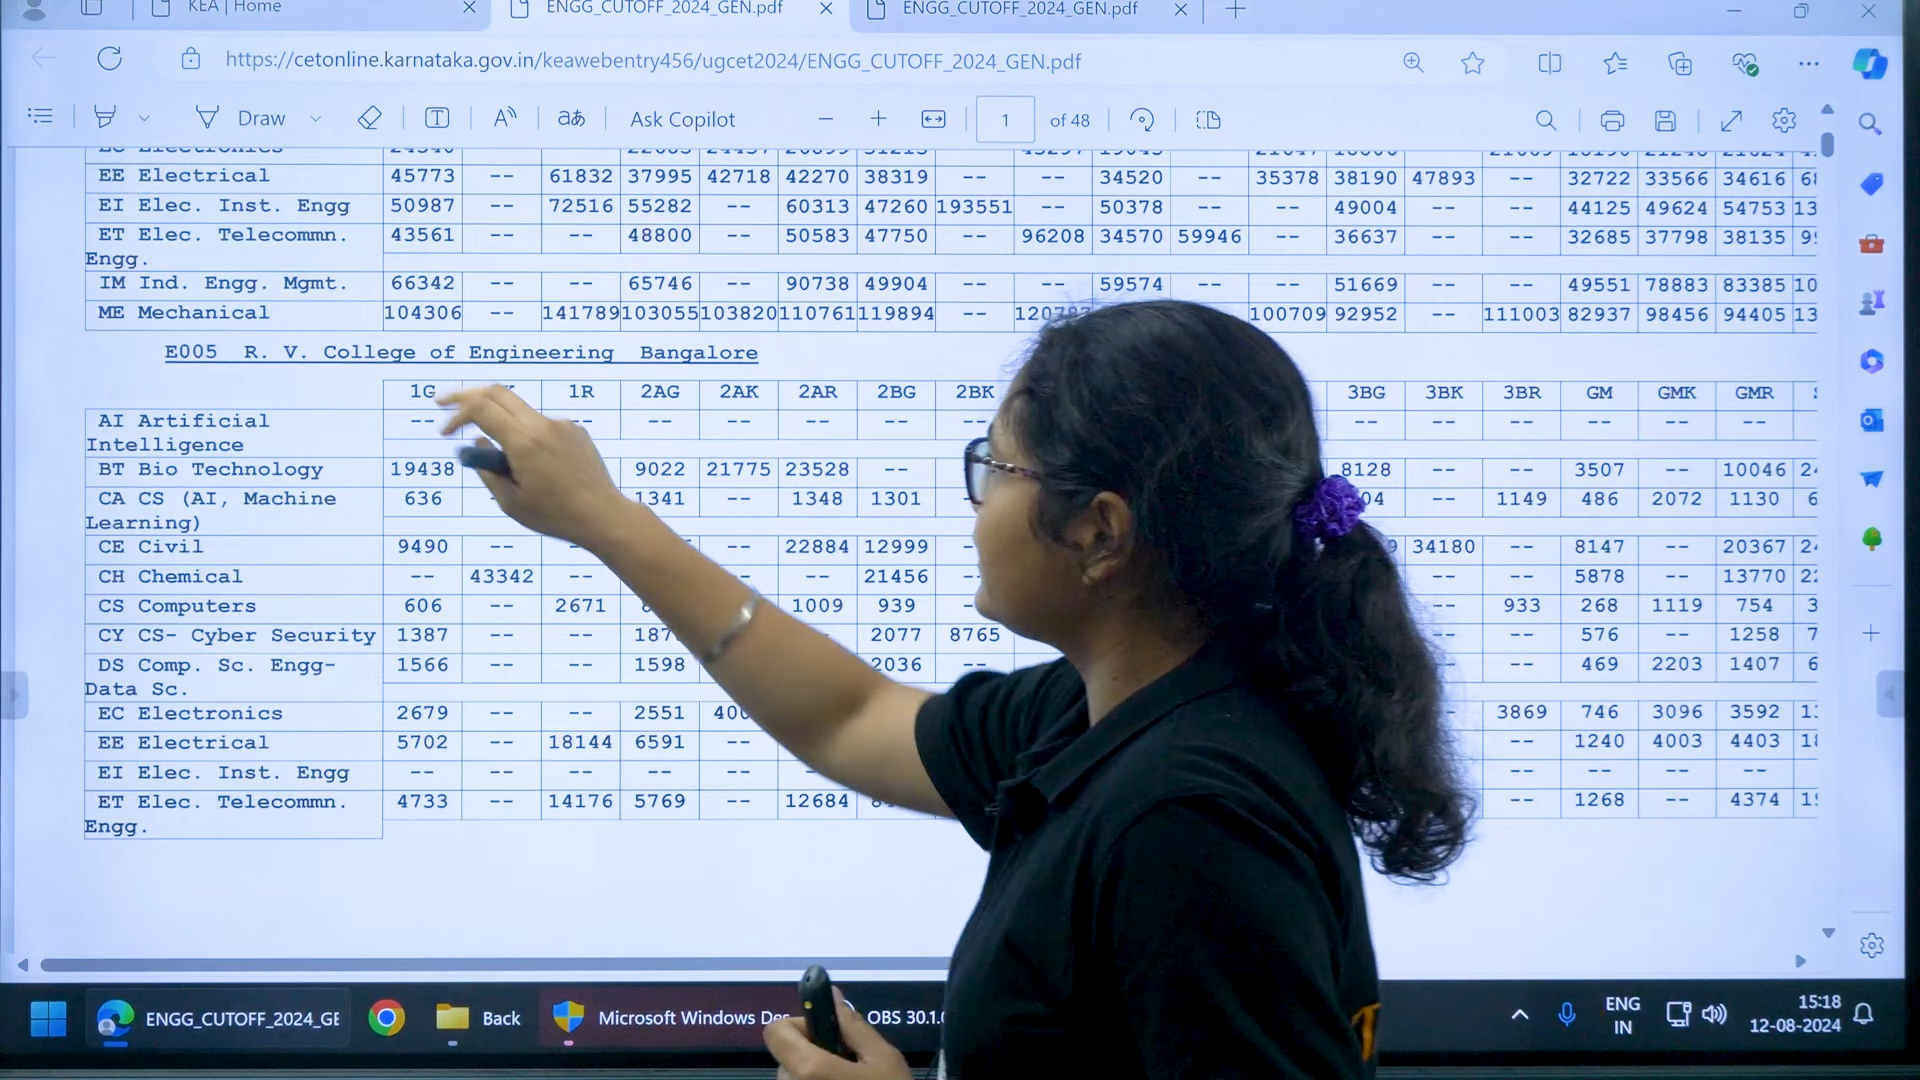 KEA | Home
ENGG_CUTOFF_2024_GEN.pdf
ENGG_CUTOFF_2024_GEN.pdf
https://cetonline.karnataka.gov.in/keawebentry456/ugcet2024/ENGG_CUTOFF_2024_GEN.pdf
Draw
aあ
Ask Copilot
1 of 48
EE Electrical 45773 -- 61832 37995 42718 42270 38319 -- -- 34520 -- 35378 38190 47893 -- 32722 33566 34616
EI Elec. Inst. Engg 50987 -- 72516 55282 -- 60313 47260 193551 -- 50378 -- -- 49004 -- -- 44125 49624 54753
ET Elec. Telecommn. 43561 -- -- 48800 -- 50583 47750 -- 96208 34570 59946 -- 36637 -- -- 32685 37798 38135
Engg.
IM Ind. Engg. Mgmt. 66342 -- -- 65746 -- 90738 49904 -- -- 59574 -- -- 51669 -- -- 49551 78883 83385
ME Mechanical 104306 -- 141789 103055 103820 110761 119894 -- 100709 92952 -- 111003 82937 98456 94405
E005 R. V. College of Engineering Bangalore
1G 1R 2AG 2AK 2AR 2BG 2BK 3BG 3BK 3BR GM GMK GMR
AI Artificial -- -- -- -- -- -- -- -- -- -- -- -- --
Intelligence
BT Bio Technology 19438 9022 21775 23528 -- 8128 -- -- 3507 -- 10046
CA CS (AI, Machine 636 1341 -- 1348 1301 -- 1149 486 2072 1130
Learning)
CE Civil 9490 -- -- 22884 12999 34180 -- 8147 -- 20367
CH Chemical -- 43342 -- -- -- 21456 -- -- 5878 -- 13770
CS Computers 606 -- 2671 1009 939 -- 933 268 1119 754
CY CS- Cyber Security 1387 -- -- 2077 8765 -- -- 576 -- 1258
DS Comp. Sc. Engg- 1566 -- -- 1598 2036 -- -- 469 2203 1407
Data Sc.
EC Electronics 2679 -- -- 2551 3869 746 3096 3592
EE Electrical 5702 -- 18144 6591 -- -- 1240 4003 4403
EI Elec. Inst. Engg -- -- -- -- -- -- -- -- --
ET Elec. Telecommn. 4733 -- 14176 5769 -- 12684 -- 1268 -- 4374
Engg.
ENGG_CUTOFF_2024_GE
Back
Microsoft Windows
OBS 30.1.
ENG
IN
15:18
12-08-2024